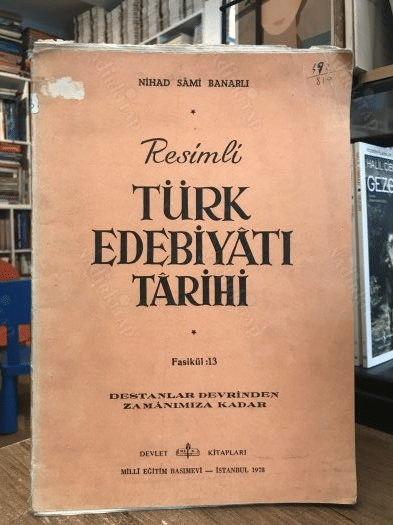 NİHAD SÂMİ BANARLI
Resimli
TÜRK
EDEBİYÂTI
TÂRİHİ
Fasikül :13
DESTANLAR DEVRİNDEN
ZAMÂNIMIZA KADAR
DEVLET KİTAPLARI
MİLLÎ EĞİTİM BASIMEVİ — İSTANBUL 1978